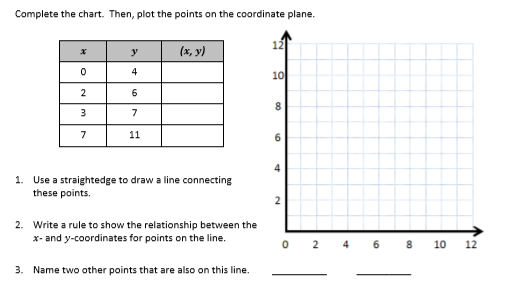 Complete the chart.  Then, plot the points on the coordinate plane.
x y (x, y)
0 4
2 6
3 7
7 11
12
10
8
6
4
2
0 2 4 6 8 10 12
1. Use a straightedge to draw a line connecting
these points.
2. Write a rule to show the relationship between the
x- and y-coordinates for points on the line.
3. Name two other points that are also on this line.